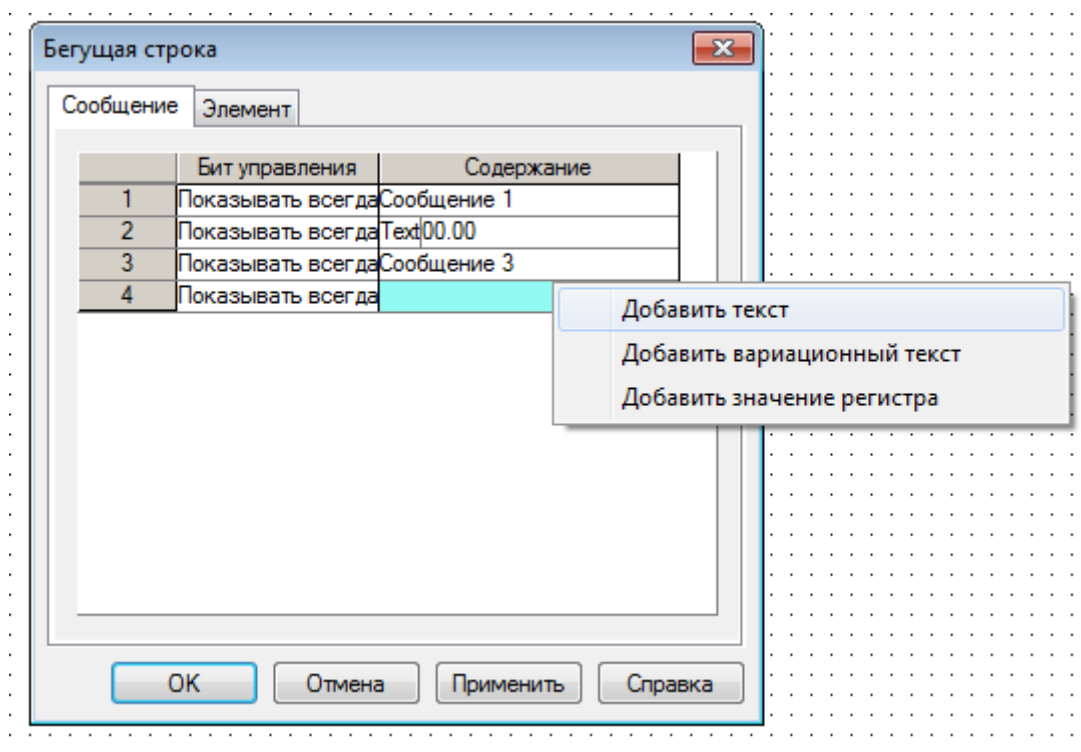 Бегущая строка
Сообщение Элемент
Бит управления Содержание
1 Показывать всегда Сообщение 1
2 Показывать всегда Text 00.00
3 Показывать всегда Сообщение 3
4 Показывать всегда
Добавить текст
Добавить вариационный текст
Добавить значение регистра
OK Отмена Применить Справка